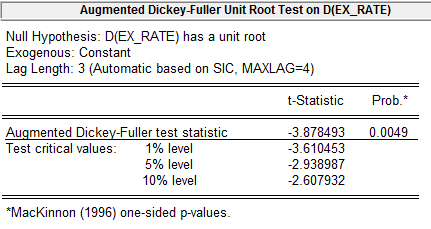 Augmented Dickey-Fuller Unit Root Test on D(EX_RATE)
Null Hypothesis: D(EX_RATE) has a unit root
Exogenous: Constant
Lag Length: 3 (Automatic based on SIC, MAXLAG=4)
t-Statistic Prob.*
Augmented Dickey-Fuller test statistic -3.878493 0.0049
Test critical values: 1% level -3.610453
5% level -2.938987
10% level -2.607932
*MacKinnon (1996) one-sided p-values.